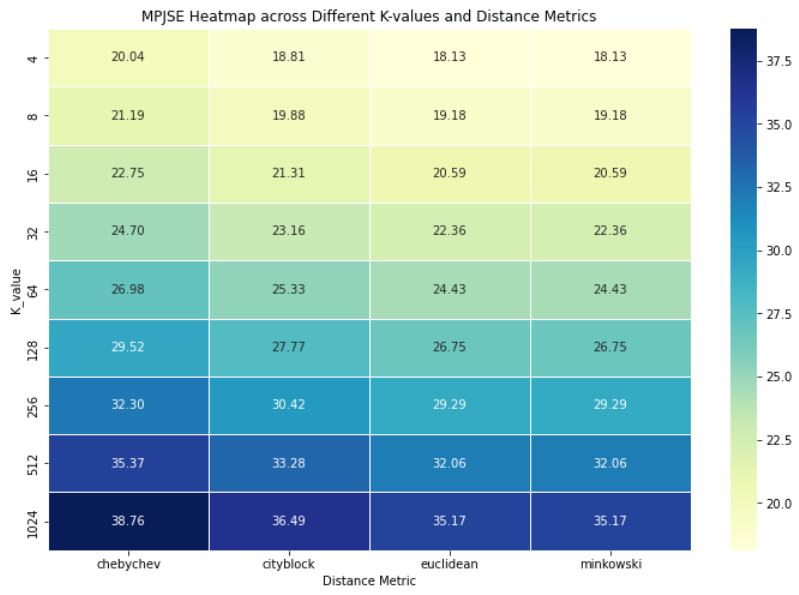 MPJSE Heatmap across Different K-values and Distance Metrics
K_value
4 20.04 18.81 18.13 18.13
8 21.19 19.88 19.18 19.18
16 22.75 21.31 20.59 20.59
32 24.70 23.16 22.36 22.36
64 26.98 25.33 24.43 24.43
128 29.52 27.77 26.75 26.75
256 32.30 30.42 29.29 29.29
512 35.37 33.28 32.06 32.06
1024 38.76 36.49 35.17 35.17
chebychev cityblock euclidean minkowski
Distance Metric
37.5
35.0
32.5
30.0
27.5
25.0
22.5
20.0